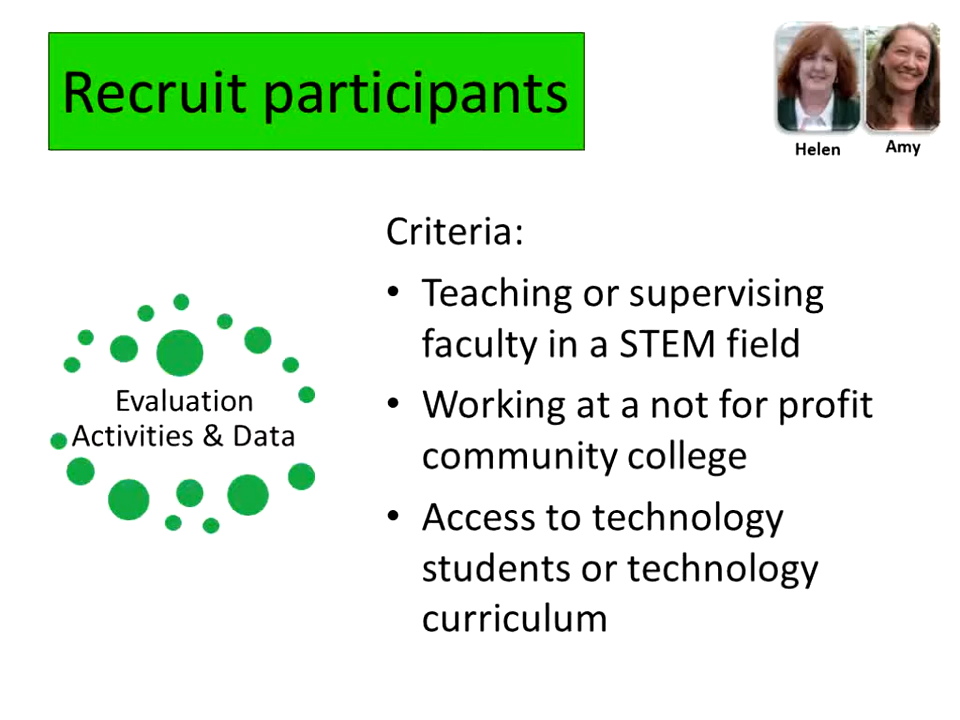 Recruit participants
Helen
Amy
Criteria:
• Teaching or supervising
faculty in a STEM field
• Working at a not for profit
community college
• Access to technology
students or technology
curriculum
Evaluation
Activities & Data